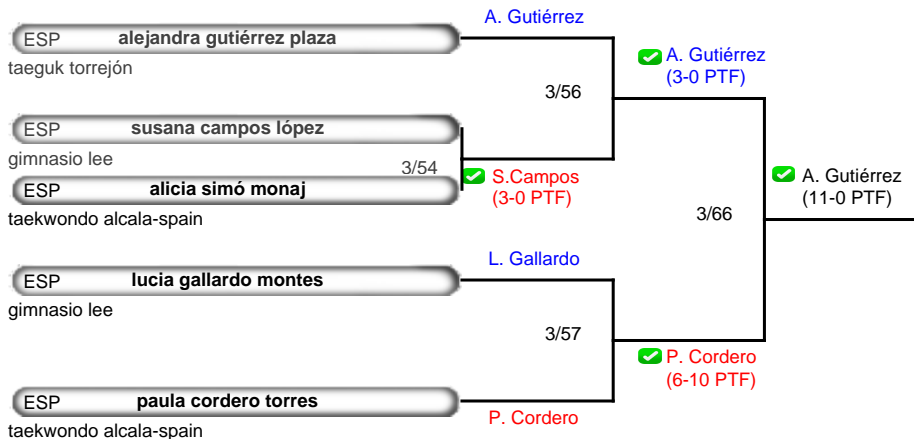 A. Gutiérrez
ESP alejandra gutiérrez plaza
taeguk torrejón
A. Gutiérrez
(3-0 PTF)
3/56
ESP susana campos lópez
gimnasio lee
3/54
S.Campos
(3-0 PTF)
ESP alicia simó monaj
taekwondo alcala-spain
A. Gutiérrez
(11-0 PTF)
3/66
L. Gallardo
ESP lucia gallardo montes
gimnasio lee
3/57
P. Cordero
(6-10 PTF)
ESP paula cordero torres
P. Cordero
taekwondo alcala-spain